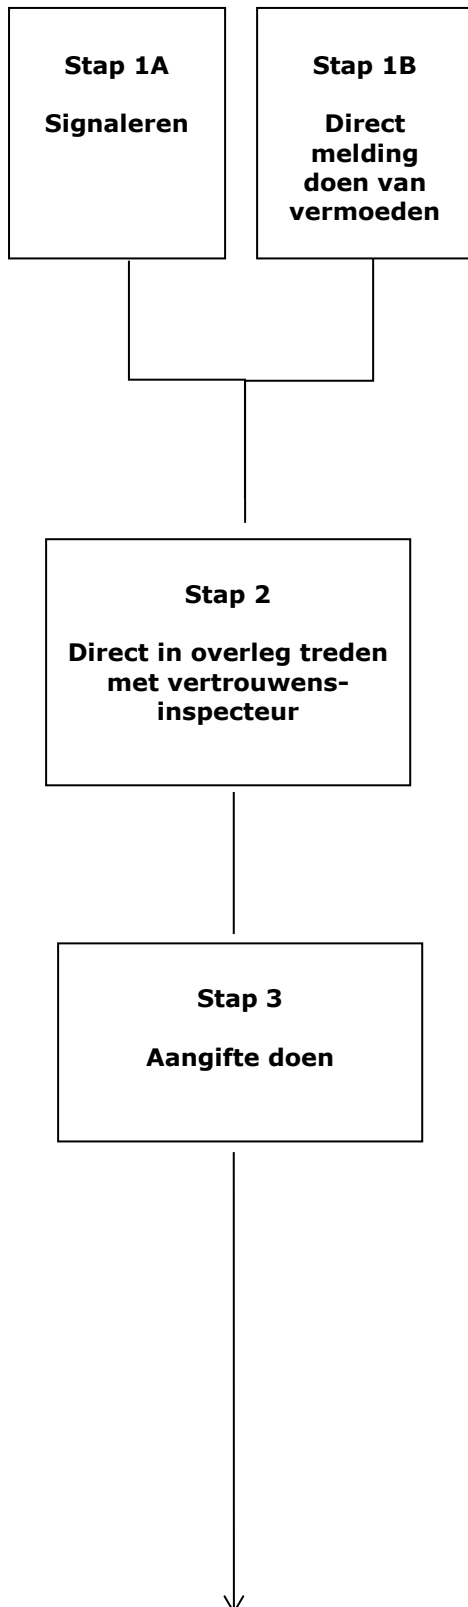 Stap 1A
Signaleren
Stap 1B
Direct
melding
doen van
vermoeden
Stap 2
Direct in overleg treden
met vertrouwens-
inspecteur
Stap 3
Aangifte doen